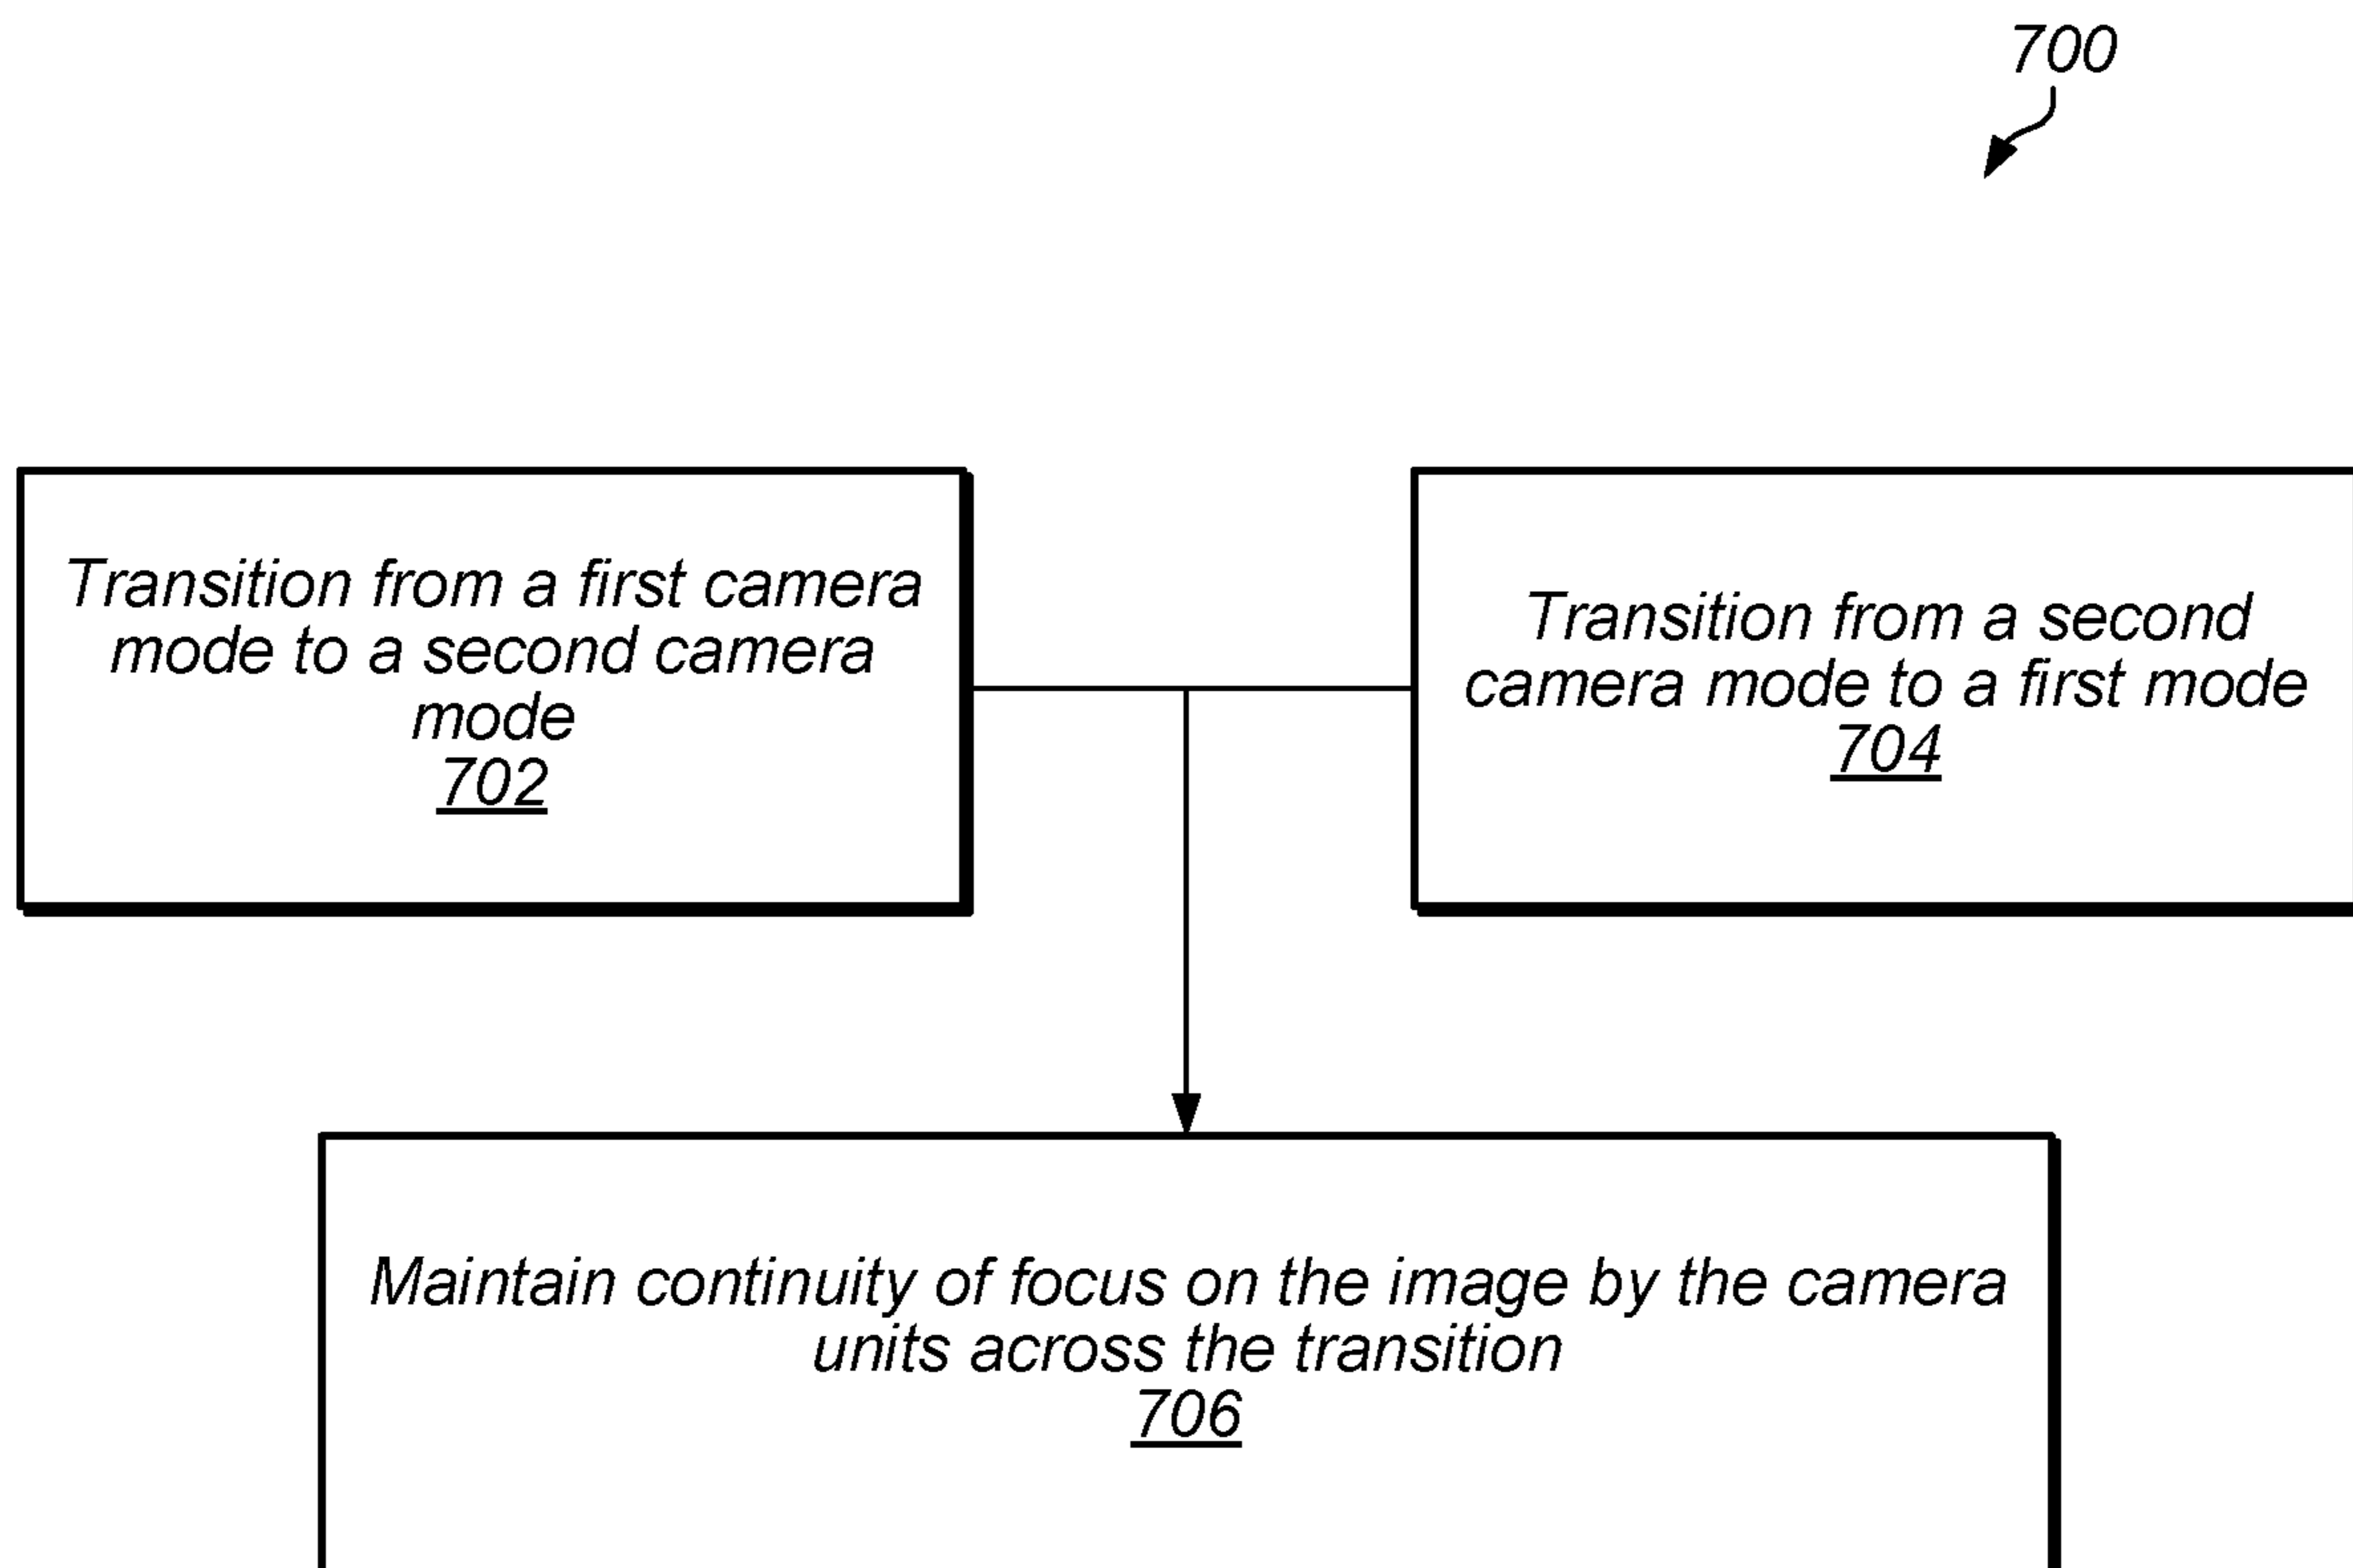 700
Transition from a first camera
mode to a second camera
mode
702
Transition from a second
camera mode to a first mode
704
Maintain continuity of focus on the image by the camera
units across the transition
706